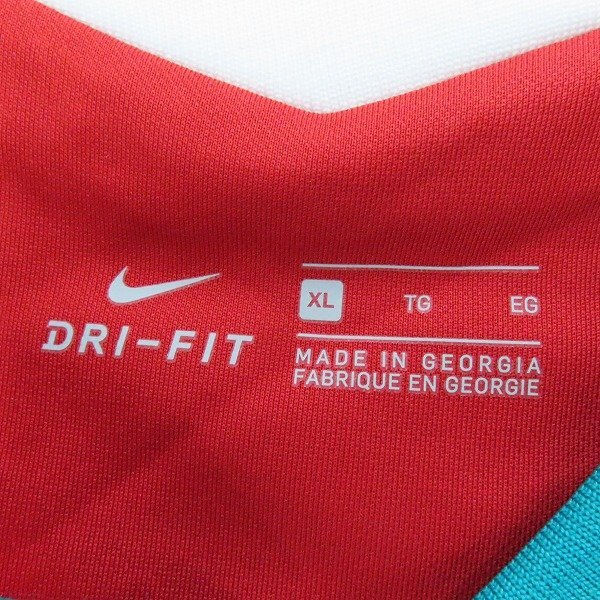 DRI-FIT
XL TG EG
MADE IN GEORGIA
FABRIQUE EN GEORGIE